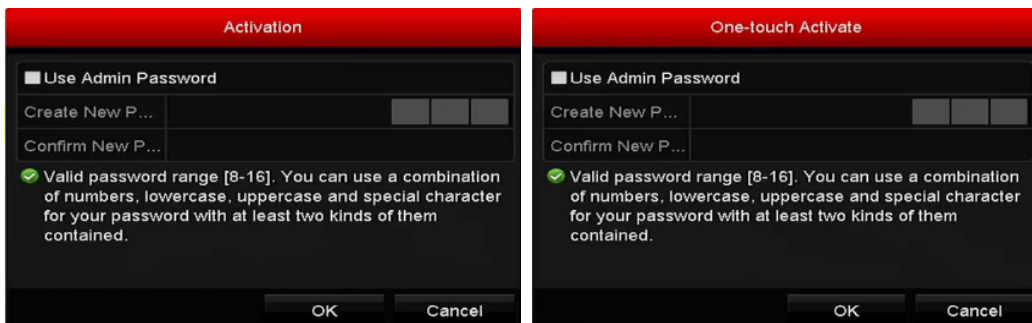 Activation
Use Admin Password
Create New P...
Confirm New P...
Valid password range [8-16]. You can use a combination
of numbers, lowercase, uppercase and special character
for your password with at least two kinds of them
contained.
OK Cancel
One-touch Activate
Use Admin Password
Create New P...
Confirm New P...
Valid password range [8-16]. You can use a combination
of numbers, lowercase, uppercase and special character
for your password with at least two kinds of them
contained.
OK Cancel